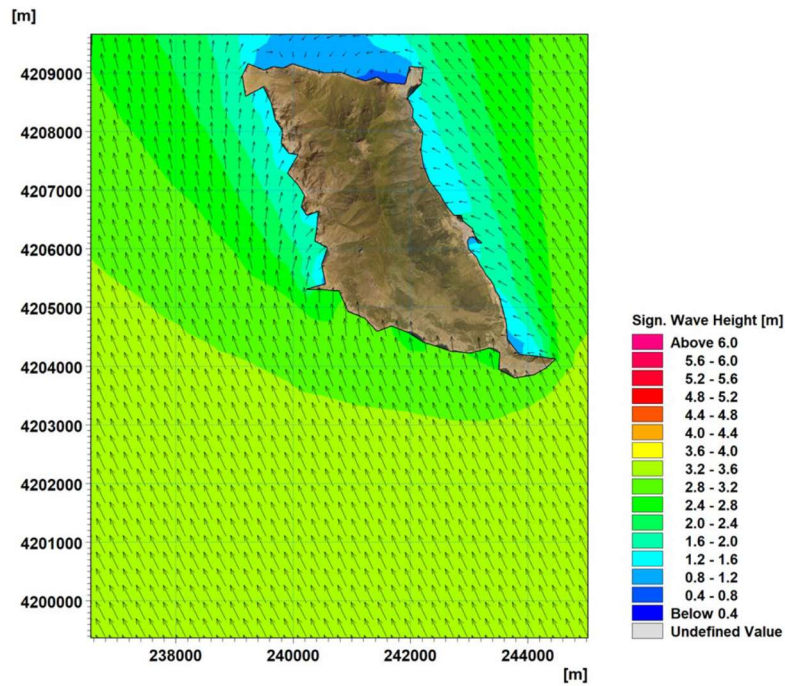 [m]
4209000
4208000
4207000
4206000
4205000
4204000
4203000
4202000
4201000
4200000
238000 240000 242000 244000
[m]
Sign. Wave Height [m]
Above 6.0
5.6 - 6.0
5.2 - 5.6
4.8 - 5.2
4.4 - 4.8
4.0 - 4.4
3.6 - 4.0
3.2 - 3.6
2.8 - 3.2
2.4 - 2.8
2.0 - 2.4
1.6 - 2.0
1.2 - 1.6
0.8 - 1.2
0.4 - 0.8
Below 0.4
Undefined Value